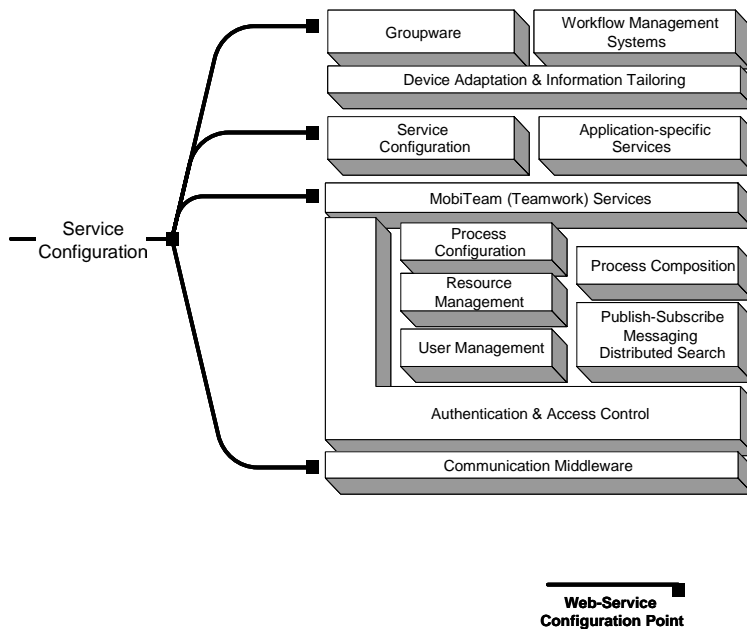 Groupware
Workflow Management
Systems
Device Adaptation & Information Tailoring
Service
Configuration
Application-specific
Services
MobiTeam (Teamwork) Services
Service
Configuration
Process
Configuration
Process Composition
Resource
Management
Publish-Subscribe
Messaging
Distributed Search
User Management
Authentication & Access Control
Communication Middleware
Web-Service
Configuration Point